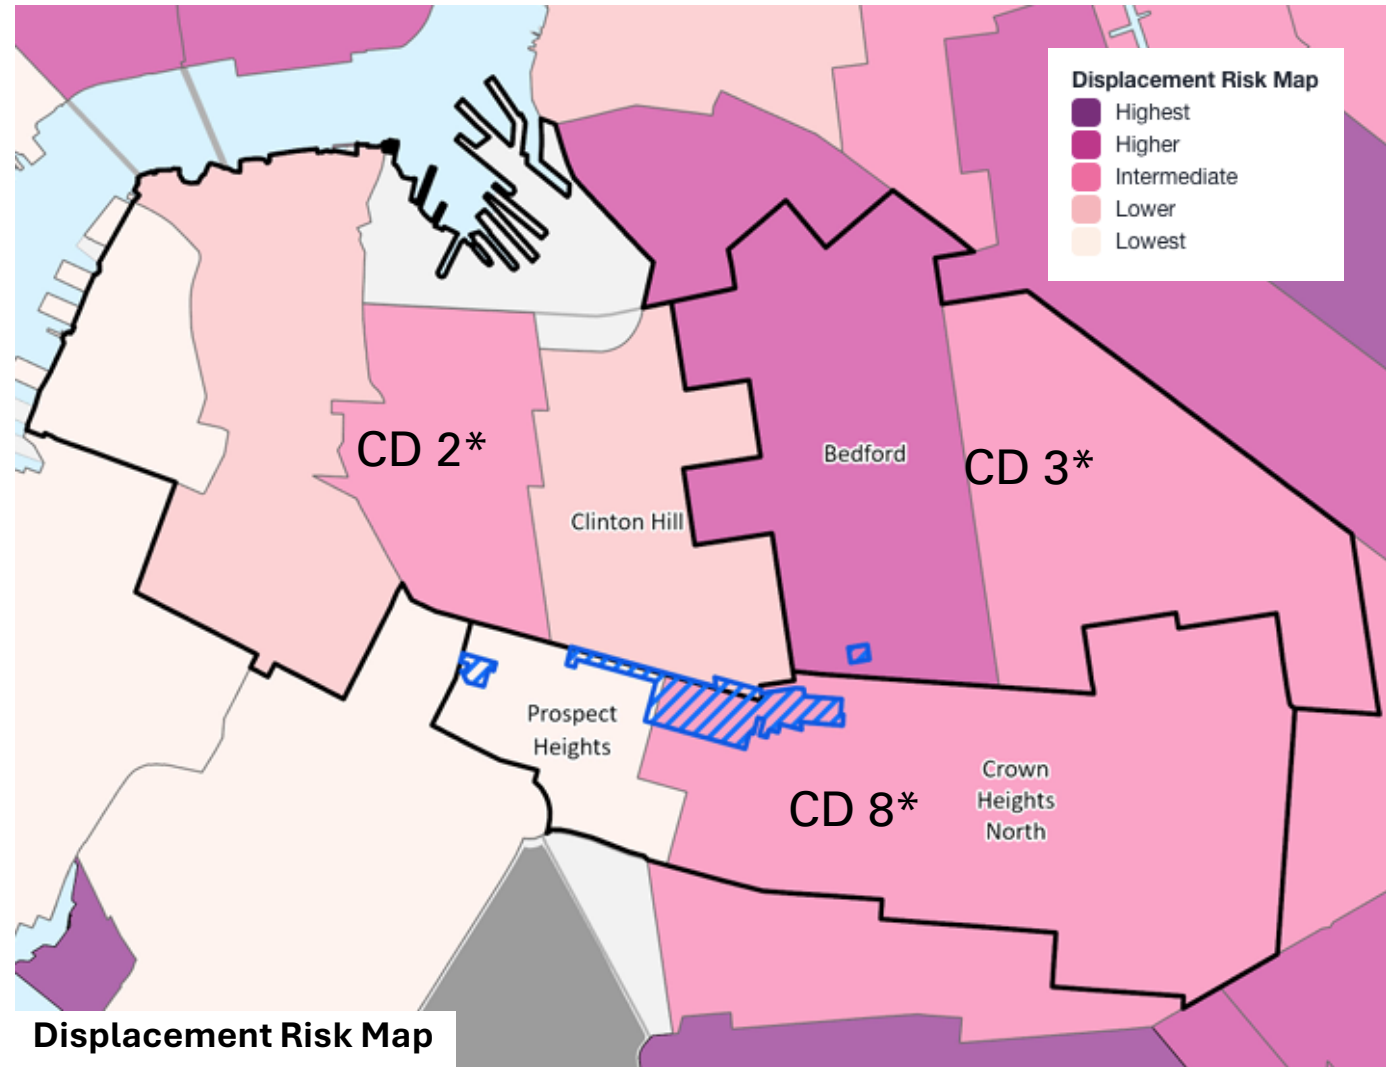 Displacement Risk Map
Highest
Higher
Intermediate
Lower
Lowest
CD 2*
Bedford
CD 3*
Clinton Hill
Prospect
Heights
Crown
Heights
North
CD 8*
Displacement Risk Map